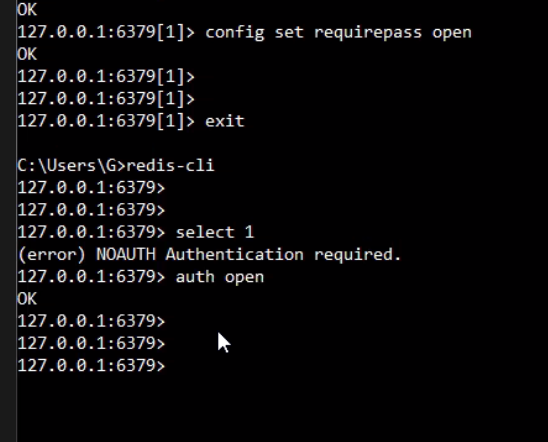 OK
127.0.0.1:6379[1]> config set requirepass open
OK
127.0.0.1:6379[1]>
127.0.0.1:6379[1]>
127.0.0.1:6379[1]> exit
C:\Users\G>redis-cli
127.0.0.1:6379>
127.0.0.1:6379>
127.0.0.1:6379> select 1
(error) NOAUTH Authentication required.
127.0.0.1:6379> auth open
OK
127.0.0.1:6379>
127.0.0.1:6379>
127.0.0.1:6379>